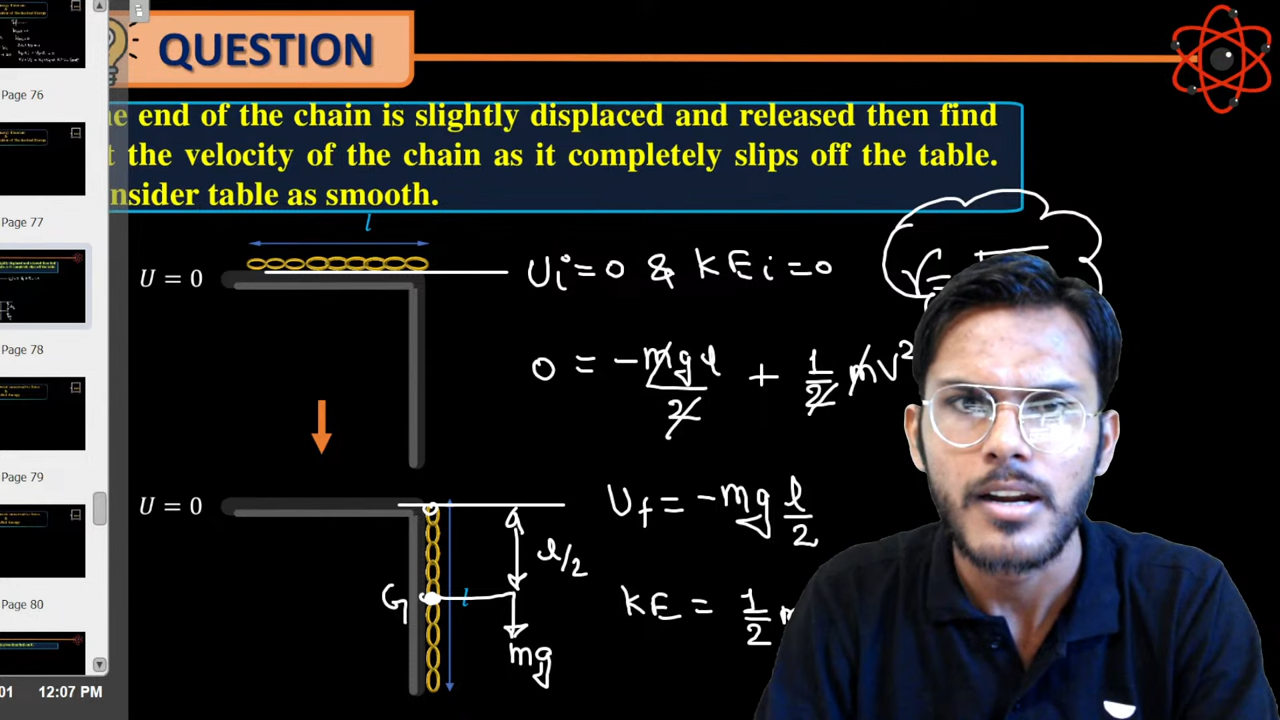 QUESTION
Page 76
end of the chain is slightly displaced and released then find
the velocity of the chain as it completely slips off the table.
table as smooth.
Page 77
l
U = 0
Ui = 0 & KEi = 0
V =
Page 78
0 = -mgl/2 + 1/2 mv²
Page 79
U = 0
Uf = -mg l/2
l/2
G
l
KE = 1/2 m
Page 80
mg
01 12:07 PM